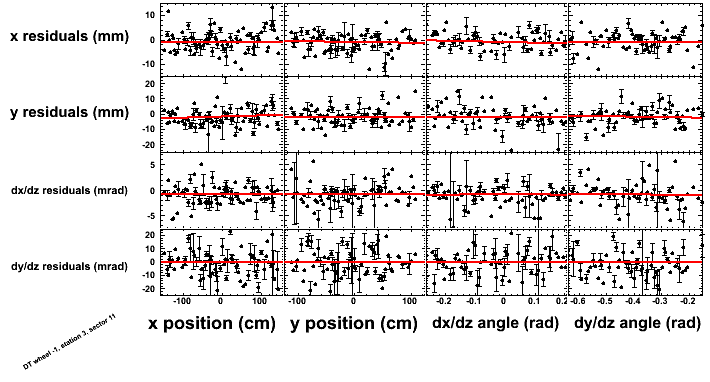 x residuals (mm)
10
0
-10
y residuals (mm)
20
10
0
-10
-20
dx/dz residuals (mrad)
5
0
-5
dy/dz residuals (mrad)
20
10
0
-10
-20
-100 0 100 -100 0 100 -0.2 -0.1 0 0.1 0.2 -0.6 -0.5 -0.4 -0.3 -0.2
x position (cm) y position (cm) dx/dz angle (rad) dy/dz angle (rad)
DT wheel -1, station 3, sector 11